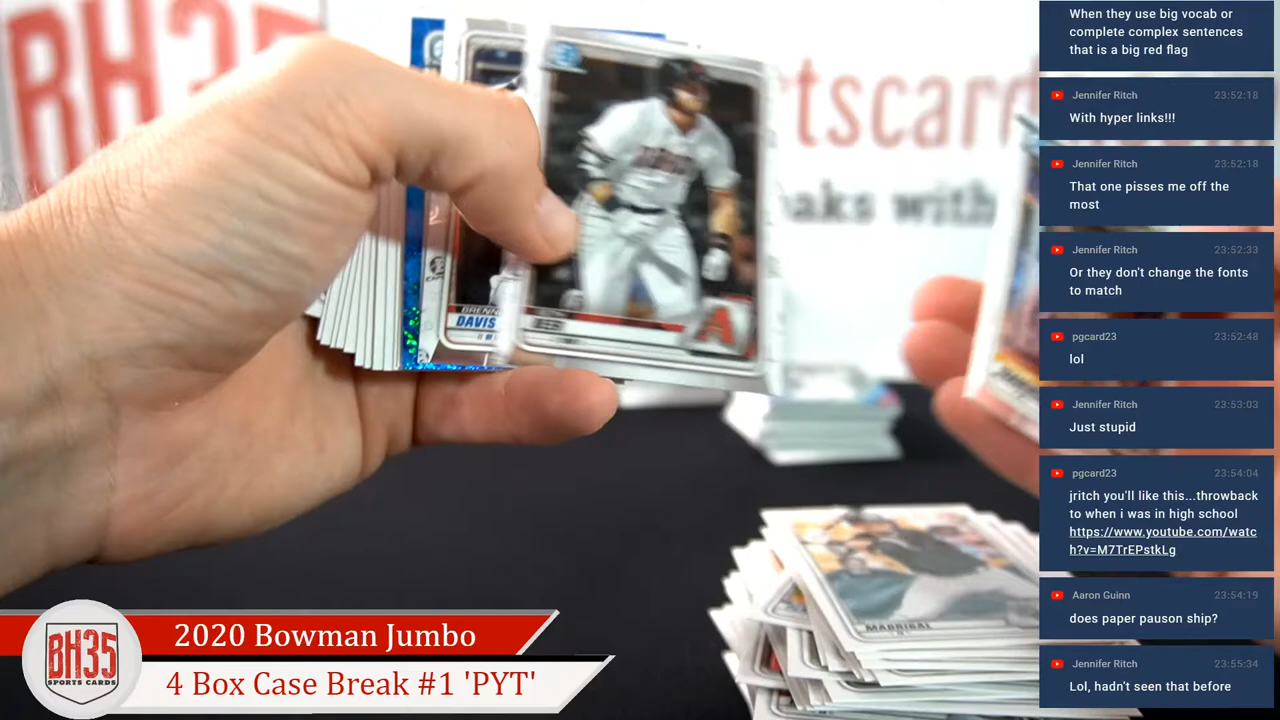 BH35
rtscard
aks with
When they use big vocab or
complete complex sentences
that is a big red flag
Jennifer Ritch 23:52:18
With hyper links!!!
Jennifer Ritch 23:52:18
That one pisses me off the
most
Jennifer Ritch 23:52:33
Or they don't change the fonts
to match
pgcard23 23:52:48
lol
Jennifer Ritch 23:53:03
Just stupid
pgcard23 23:54:04
jritch you'll like this...throwback
to when i was in high school
https://www.youtube.com/watc
h?v=M7TrEPstkLg
Aaron Guinn 23:54:19
does paper pauson ship?
Jennifer Ritch 23:55:34
Lol, hadn't seen that before
DAVIS
A
MADRIGAL
BH35
SPORTS CARDS
2020 Bowman Jumbo
4 Box Case Break #1 'PYT'